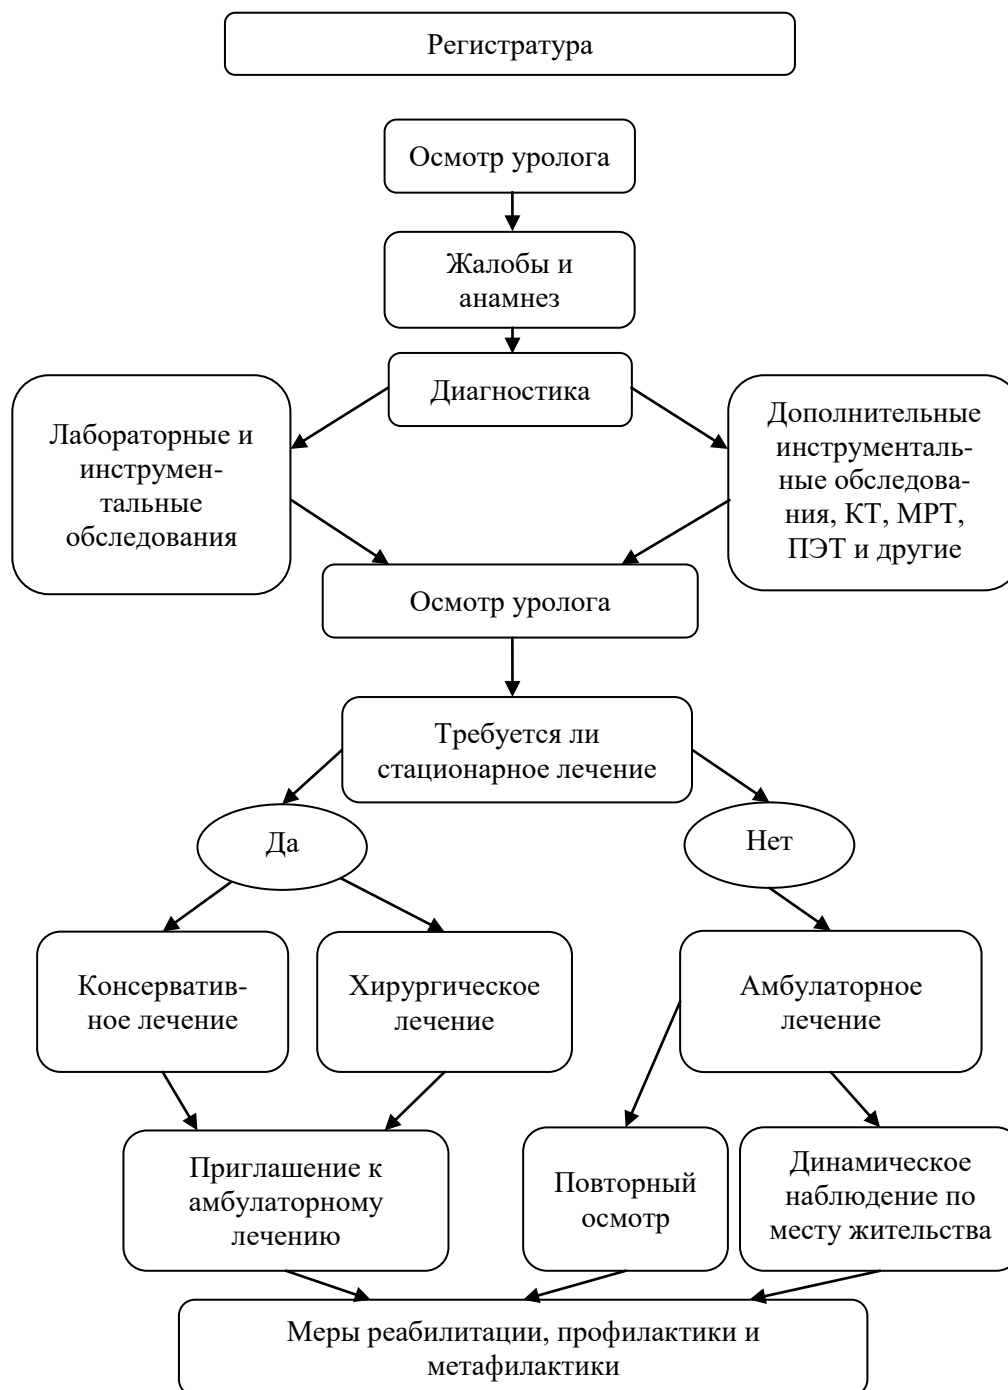 Регистратура
Осмотр уролога
Жалобы и
анамнез
Диагностика
Лабораторные и
инструмен-
тальные
обследования
Дополнительные
инструменталь-
ные обследова-
ния, КТ, МРТ,
ПЭТ и другие
Осмотр уролога
Требуется ли
стационарное лечение
Да
Нет
Консерватив-
ное лечение
Хирургическое
лечение
Амбулаторное
лечение
Приглашение к
амбулаторному
лечению
Повторный
осмотр
Динамическое
наблюдение по
месту жительства
Меры реабилитации, профилактики и
метафилактики